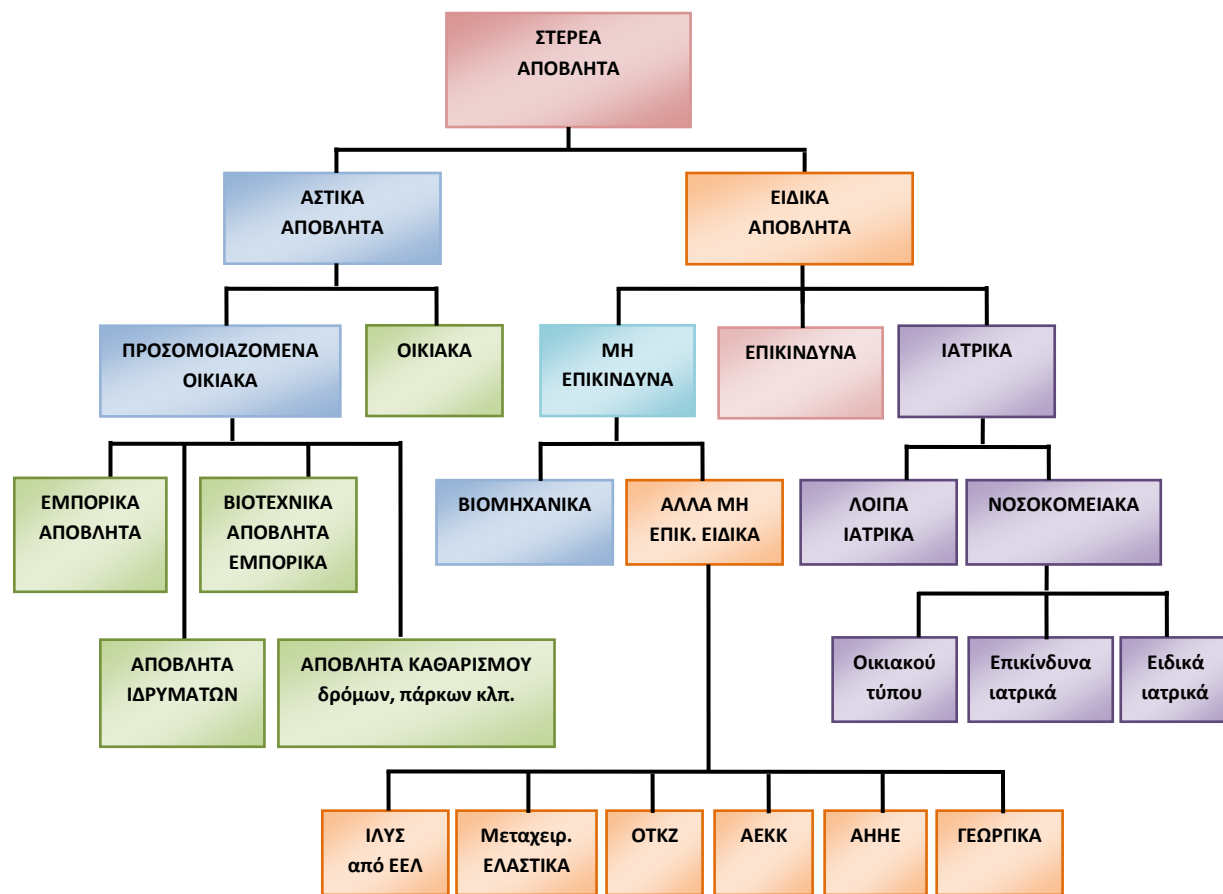 ΣΤΕΡΕΑ
ΑΠΟΒΛΗΤΑ
ΑΣΤΙΚΑ
ΑΠΟΒΛΗΤΑ
ΕΙΔΙΚΑ
ΑΠΟΒΛΗΤΑ
ΠΡΟΣΟΜΟΙΑΖΟΜΕΝΑ
ΟΙΚΙΑΚΑ
ΟΙΚΙΑΚΑ
ΜΗ
ΕΠΙΚΙΝΔΥΝΑ
ΕΠΙΚΙΝΔΥΝΑ
ΙΑΤΡΙΚΑ
ΕΜΠΟΡΙΚΑ
ΑΠΟΒΛΗΤΑ
ΒΙΟΤΕΧΝΙΚΑ
ΑΠΟΒΛΗΤΑ
ΕΜΠΟΡΙΚΑ
ΒΙΟΜΗΧΑΝΙΚΑ
ΑΛΛΑ ΜΗ
ΕΠΙΚ. ΕΙΔΙΚΑ
ΛΟΙΠΑ
ΙΑΤΡΙΚΑ
ΝΟΣΟΚΟΜΕΙΑΚΑ
ΑΠΟΒΛΗΤΑ
ΙΔΡΥΜΑΤΩΝ
ΑΠΟΒΛΗΤΑ ΚΑΘΑΡΙΣΜΟΥ
δρόμων, πάρκων κλπ.
Οικιακού
τύπου
Επικίνδυνα
ιατρικά
Ειδικά
ιατρικά
ΙΛΥΣ
από ΕΕΛ
Μεταχειρ.
ΕΛΑΣΤΙΚΑ
ΟΤΚΖ
ΑΕΚΚ
ΑΗΗΕ
ΓΕΩΡΓΙΚΑ